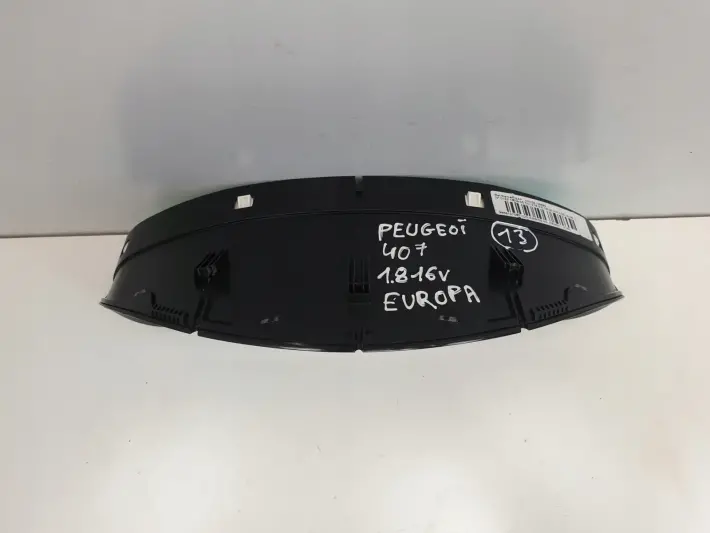 PEUGEOT
407
1.8 16V
EUROPA
13